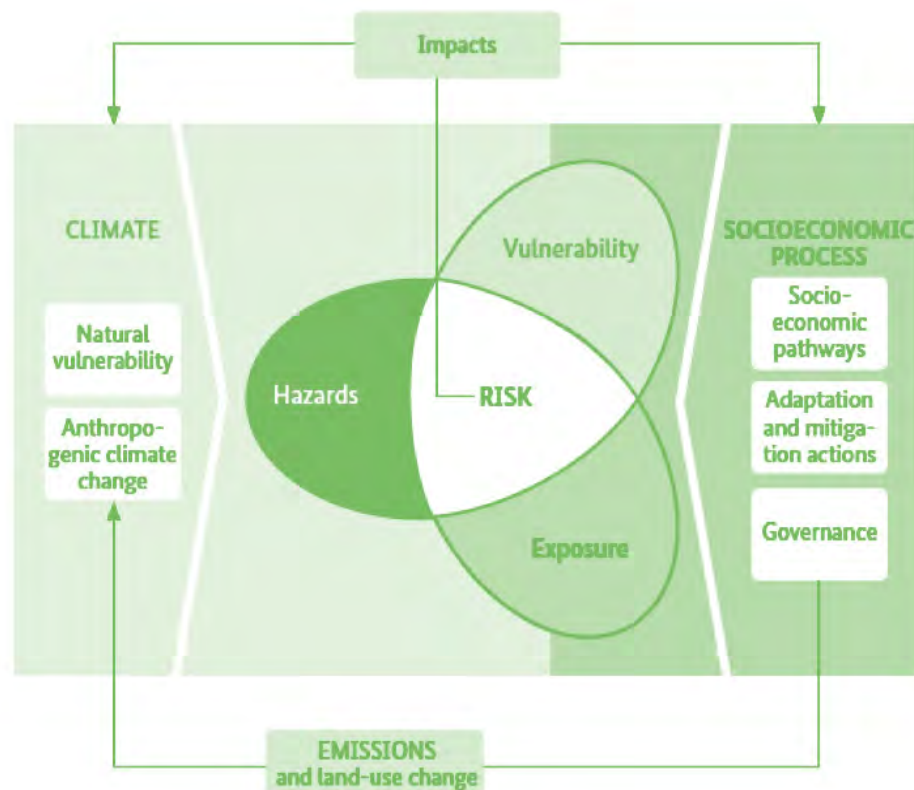 Impacts
CLIMATE
Natural
vulnerability
Anthropo-
genic climate
change
Hazards
RISK
Vulnerability
Exposure
SOCIOECONOMIC
PROCESS
Socio-
economic
pathways
Adaptation
and mitiga-
tion actions
Governance
EMISSIONS
and land-use change